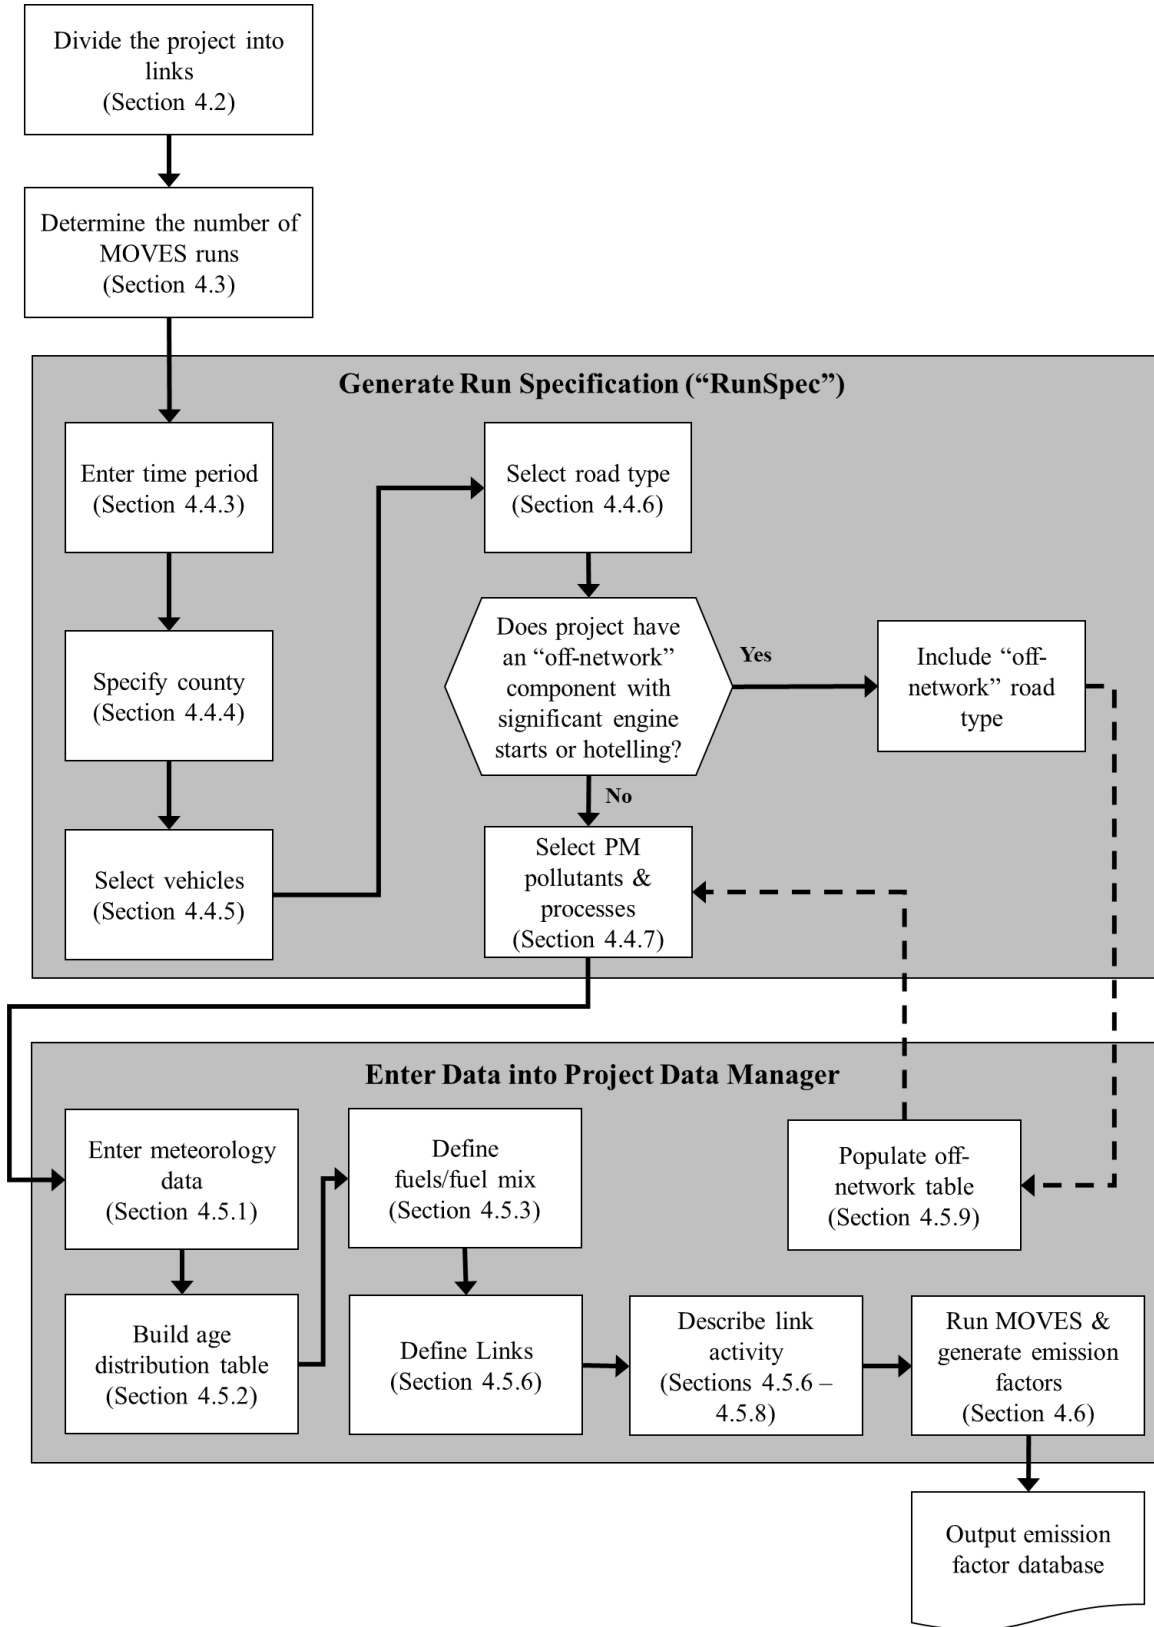 Divide the project into
links
(Section 4.2)
Determine the number of
MOVES runs
(Section 4.3)
Generate Run Specification (“RunSpec”)
Enter time period
(Section 4.4.3)
Specify county
(Section 4.4.4)
Select vehicles
(Section 4.4.5)
Select road type
(Section 4.4.6)
Does project have
an “off-network”
component with
significant engine
starts or hotelling?
Yes
Include “off-
network” road
type
No
Select PM
pollutants &
processes
(Section 4.4.7)
Enter Data into Project Data Manager
Enter meteorology
data
(Section 4.5.1)
Build age
distribution table
(Section 4.5.2)
Define
fuels/fuel mix
(Section 4.5.3)
Define Links
(Section 4.5.6)
Describe link
activity
(Sections 4.5.6 –
4.5.8)
Populate off-
network table
(Section 4.5.9)
Run MOVES &
generate emission
factors
(Section 4.6)
Output emission
factor database